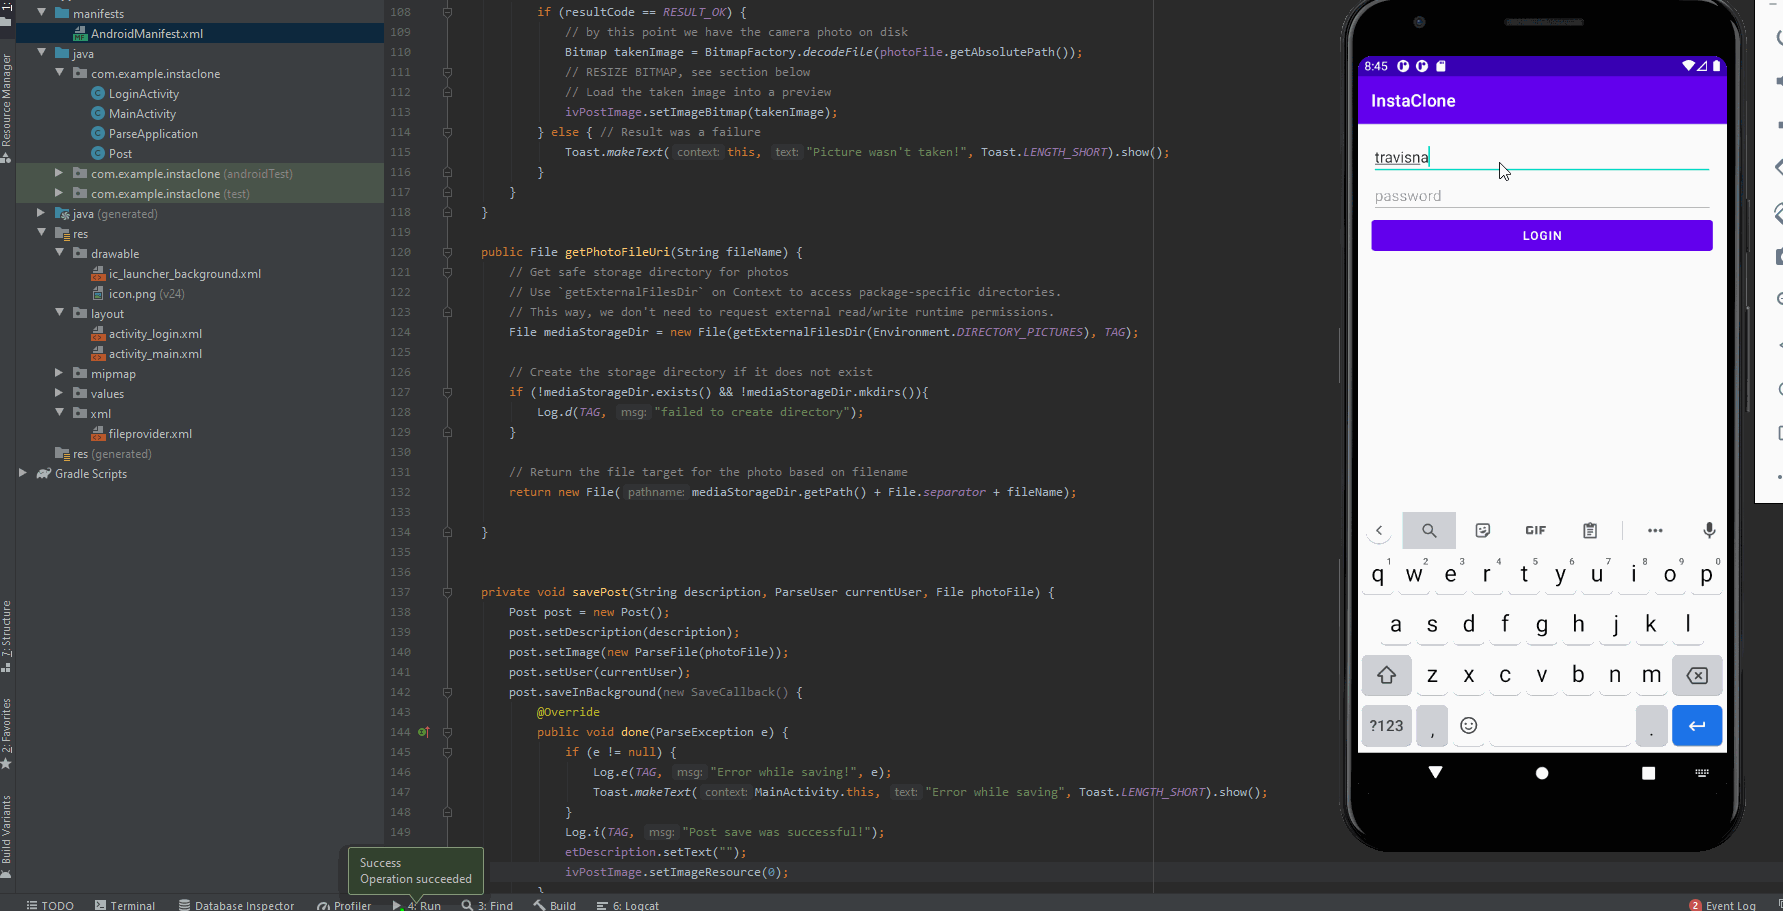 1:
Resource Manager
7: Structure
2: Favorites
Build Variants
manifests
AndroidManifest.xml
java
com.example.instaclone
LoginActivity
MainActivity
ParseApplication
Post
com.example.instaclone (androidTest)
com.example.instaclone (test)
java (generated)
res
drawable
ic_launcher_background.xml
icon.png (v24)
layout
activity_login.xml
activity_main.xml
mipmap
values
xml
fileprovider.xml
res (generated)
Gradle Scripts
108 if (resultCode == RESULT_OK) {
109 // by this point we have the camera photo on disk
110 Bitmap takenImage = BitmapFactory.decodeFile(photoFile.getAbsolutePath());
111 // RESIZE BITMAP, see section below
112 // Load the taken image into a preview
113 ivPostImage.setImageBitmap(takenImage);
114 } else { // Result was a failure
115 Toast.makeText( context: this, text: "Picture wasn't taken!", Toast.LENGTH_SHORT).show();
116 }
117 }
118 }
119
120 public File getPhotoFileUri(String fileName) {
121 // Get safe storage directory for photos
122 // Use `getExternalFilesDir` on Context to access package-specific directories.
123 // This way, we don't need to request external read/write runtime permissions.
124 File mediaStorageDir = new File(getExternalFilesDir(Environment.DIRECTORY_PICTURES), TAG);
125
126 // Create the storage directory if it does not exist
127 if (!mediaStorageDir.exists() && !mediaStorageDir.mkdirs()){
128 Log.d(TAG, msg: "failed to create directory");
129 }
130
131 // Return the file target for the photo based on filename
132 return new File( pathname: mediaStorageDir.getPath() + File.separator + fileName);
133
134 }
135
136
137 private void savePost(String description, ParseUser currentUser, File photoFile) {
138 Post post = new Post();
139 post.setDescription(description);
140 post.setImage(new ParseFile(photoFile));
141 post.setUser(currentUser);
142 post.saveInBackground(new SaveCallback() {
143 @Override
144 public void done(ParseException e) {
145 if (e != null) {
146 Log.e(TAG, msg: "Error while saving!", e);
147 Toast.makeText( context: MainActivity.this, text: "Error while saving", Toast.LENGTH_SHORT).show();
148 }
149 Log.i(TAG, msg: "Post save was successful!");
etDescription.setText("");
ivPostImage.setImageResource(0);
}
Success
Operation succeeded
TODO Terminal Database Inspector Profiler 4: Run 3: Find Build 6: Logcat 2 Event Log
8:45
InstaClone
travisna
password
LOGIN
GIF
q1 w2 e3 r4 t5 y6 u7 i8 o9 p0
a s d f g h j k l
z x c v b n m
?123 , .